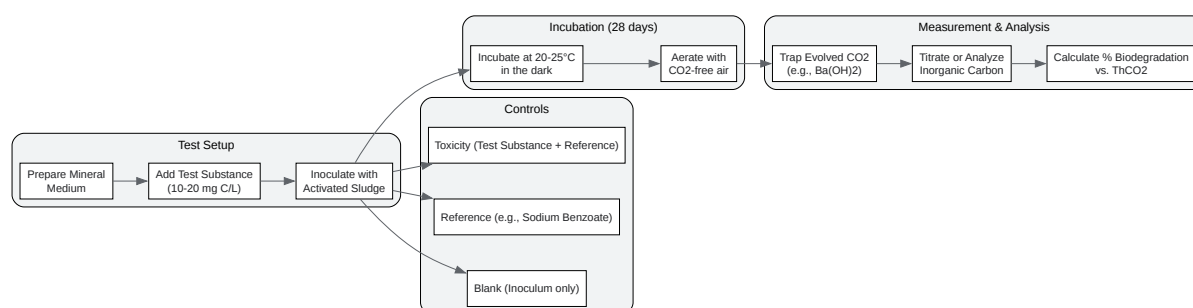 Test Setup
Prepare Mineral
Medium
Add Test Substance
(10-20 mg C/L)
Inoculate with
Activated Sludge
Incubation (28 days)
Incubate at 20-25°C
in the dark
Aerate with
CO2-free air
Controls
Toxicity (Test Substance + Reference)
Reference (e.g., Sodium Benzoate)
Blank (Inoculum only)
Measurement & Analysis
Trap Evolved CO2
(e.g., Ba(OH)2)
Titrate or Analyze
Inorganic Carbon
Calculate % Biodegradation
vs. ThCO2